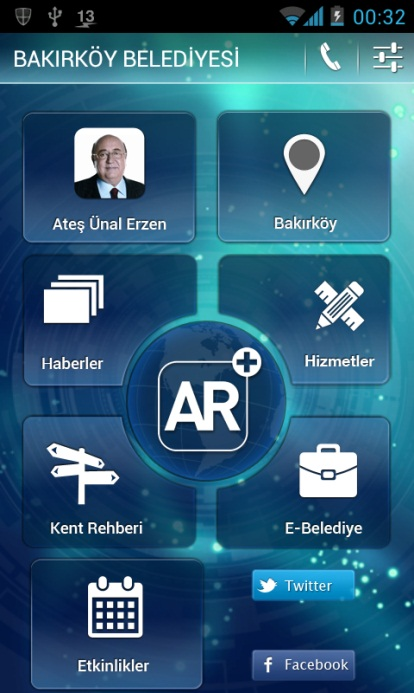 13
00:32
BAKIRKÖY BELEDİYESİ
Ateş Ünal Erzen
Bakırköy
Haberler
Hizmetler
AR
Kent Rehberi
E-Belediye
Etkinlikler
Twitter
f Facebook